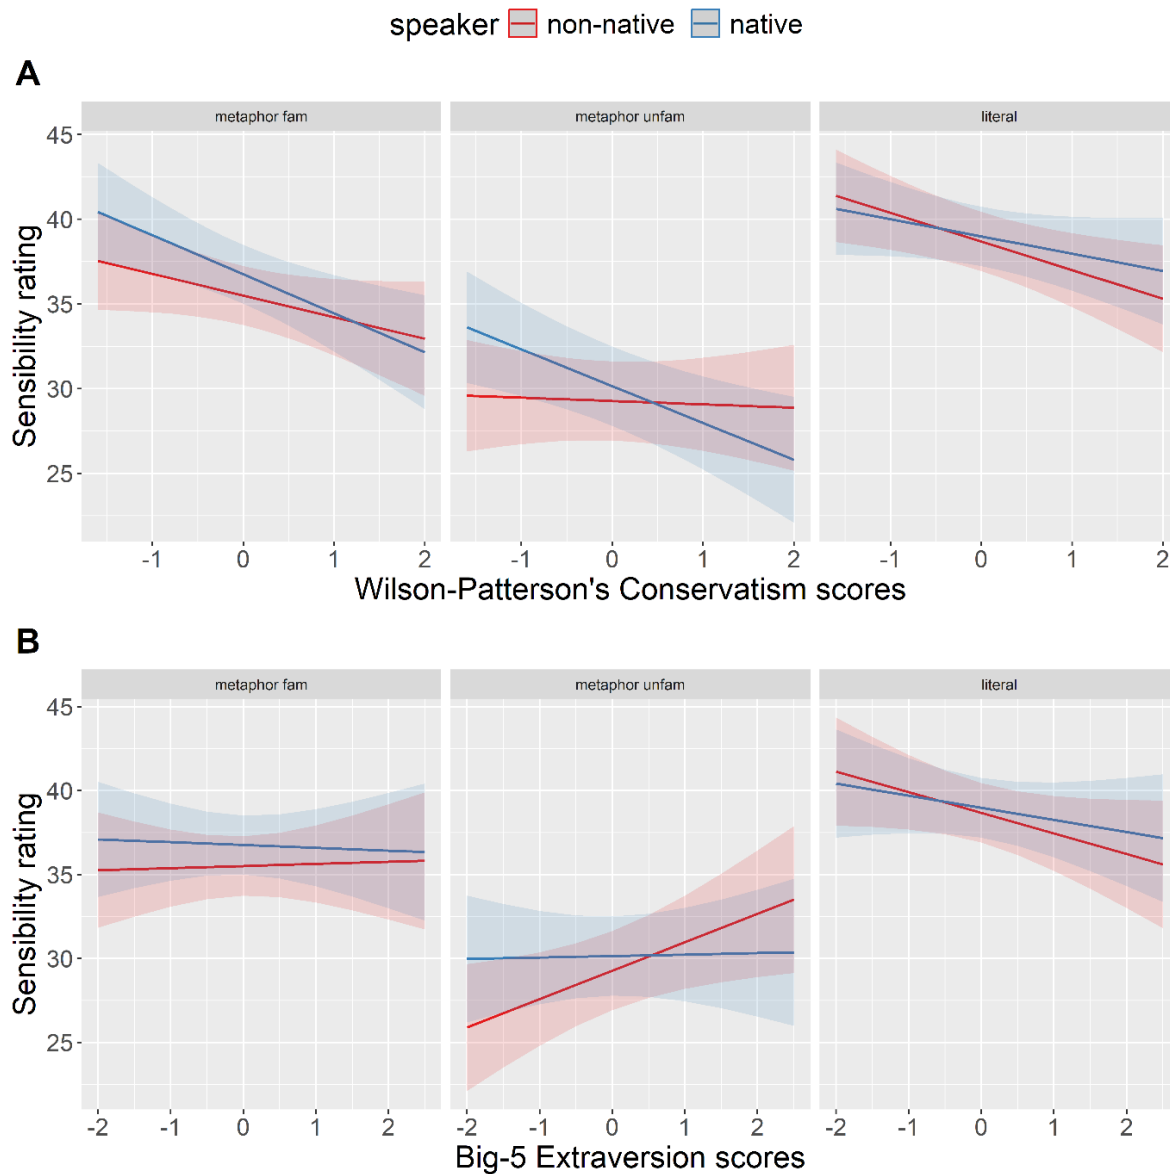 speaker non-native native
A
metaphor fam metaphor unfam literal
45
40
35
30
25
Sensibility rating
-1 0 1 2 -1 0 1 2 -1 0 1 2
Wilson-Patterson's Conservatism scores
B
metaphor fam metaphor unfam literal
45
40
35
30
25
Sensibility rating
-2 -1 0 1 2 -2 -1 0 1 2 -2 -1 0 1 2
Big-5 Extraversion scores